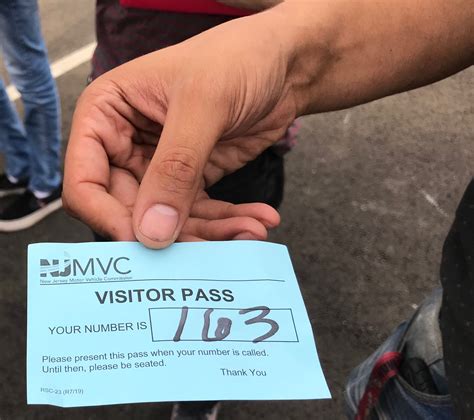 NJMVC
New Jersey Motor Vehicle Commission
VISITOR PASS
YOUR NUMBER IS 163
Please present this pass when your number is called.
Until then, please be seated.
Thank You
RSC-23 (R7/19)